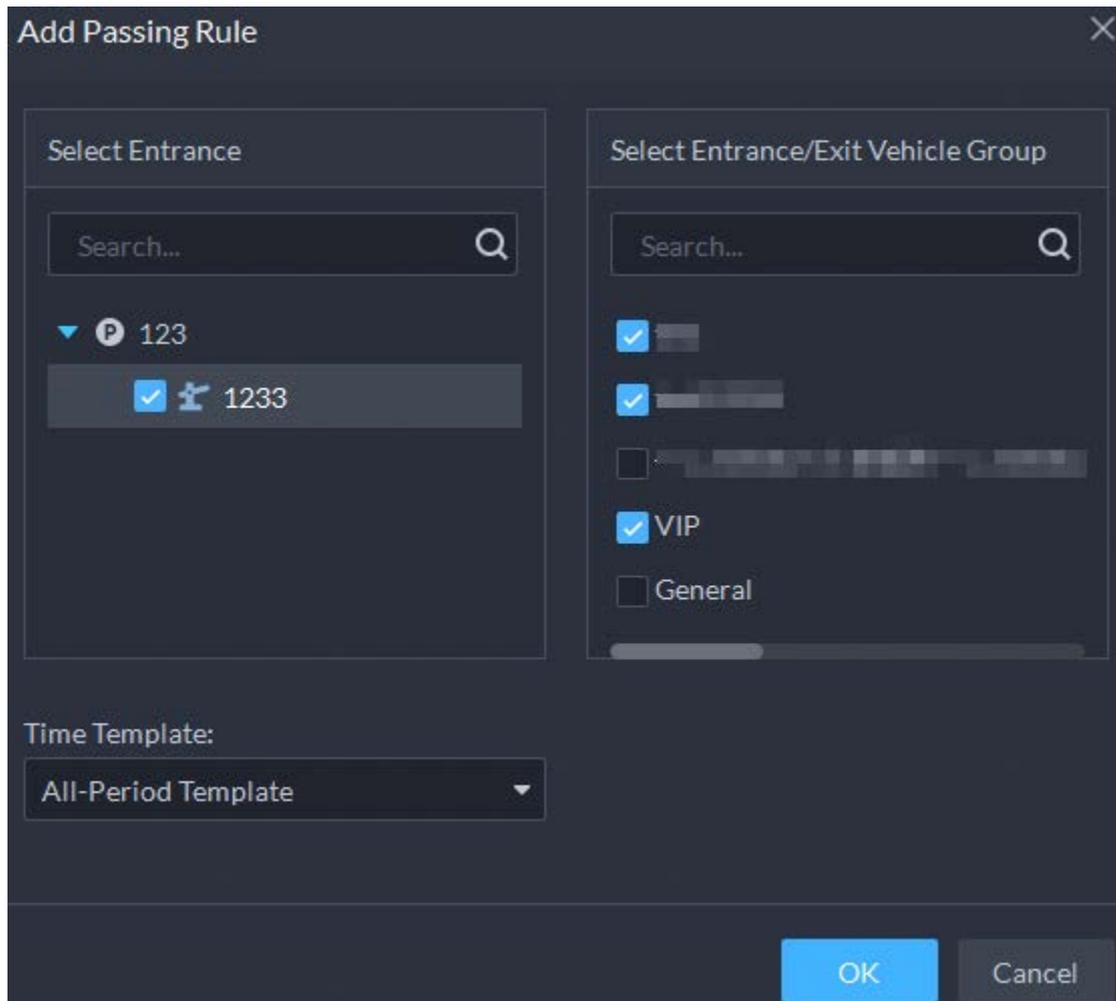 Add Passing Rule
Select Entrance
Search...
P 123
1233
Select Entrance/Exit Vehicle Group
Search...
VIP
General
Time Template:
All-Period Template
OK
Cancel